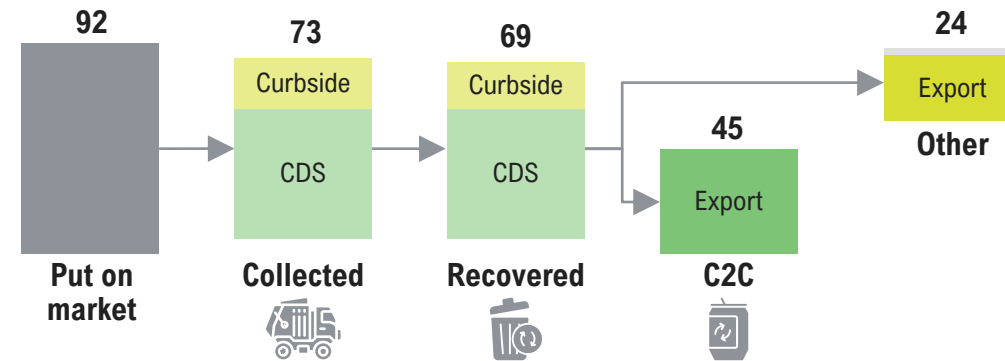 92
Put on
market
73
Curbside
CDS
Collected
69
Curbside
CDS
Recovered
45
Export
C2C
24
Export
Other